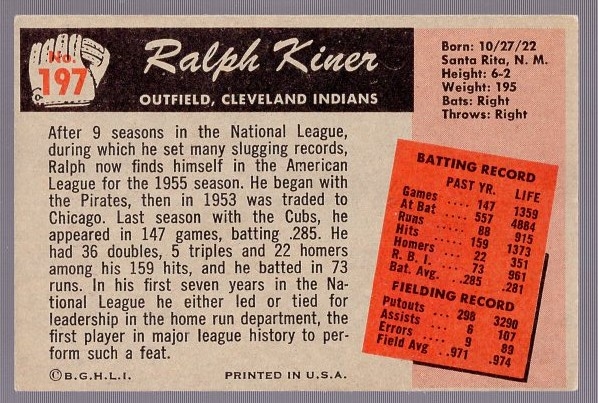 No.
197
Ralph Kiner
OUTFIELD, CLEVELAND INDIANS
Born: 10/27/22
Santa Rita, N. M.
Height: 6-2
Weight: 195
Bats: Right
Throws: Right
After 9 seasons in the National League,
during which he set many slugging records,
Ralph now finds himself in the American
League for the 1955 season. He began with
the Pirates, then in 1953 was traded to
Chicago. Last season with the Cubs, he
appeared in 147 games, batting .285. He
had 36 doubles, 5 triples and 22 homers
among his 159 hits, and he batted in 73
runs. In his first seven years in the Na-
tional League he either led or tied for
leadership in the home run department, the
first player in major league history to per-
form such a feat.
BATTING RECORD
PAST YR. LIFE
Games .... 147 1359
At Bat .... 557 4884
Runs .... 88 915
Hits .... 159 1373
Homers .... 22 351
R. B. I. .... 73 961
Bat. Avg. .. .285 .281
FIELDING RECORD
Putouts .... 298 3290
Assists .... 6 107
Errors .... 9 89
Field Avg .. .971 .974
© B.G.H.L.I. PRINTED IN U.S.A.